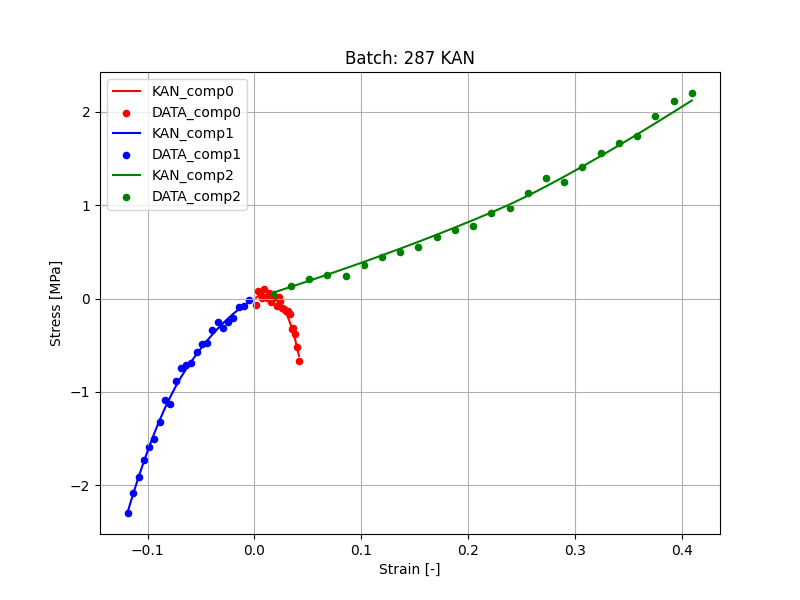 Batch: 287 KAN
KAN_comp0
DATA_comp0
KAN_comp1
DATA_comp1
KAN_comp2
DATA_comp2
2
1
0
−1
−2
Stress [MPa]
−0.1
0.0
0.1
0.2
0.3
0.4
Strain [-]